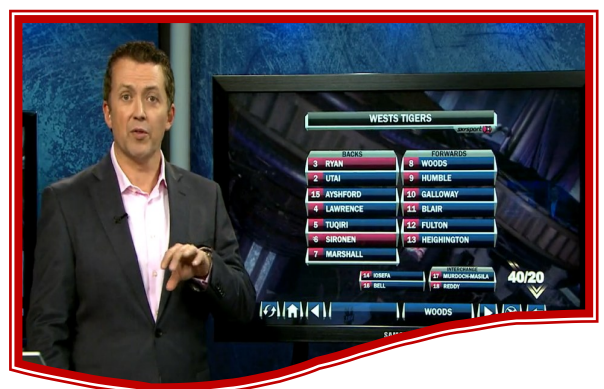 WESTS TIGERS
BACKS
3 RYAN
2 UTAI
15 AYSHFORD
4 LAWRENCE
5 TUQIRI
6 SIRONEN
7 MARSHALL
FORWARDS
8 WOODS
9 HUMBLE
10 GALLOWAY
11 BLAIR
12 FULTON
13 HEIGHINGTON
INTERCHANGE
14 IOSEFA
16 BELL
17 MURDOCH-MASILA
18 REDDY
40/20
WOODS